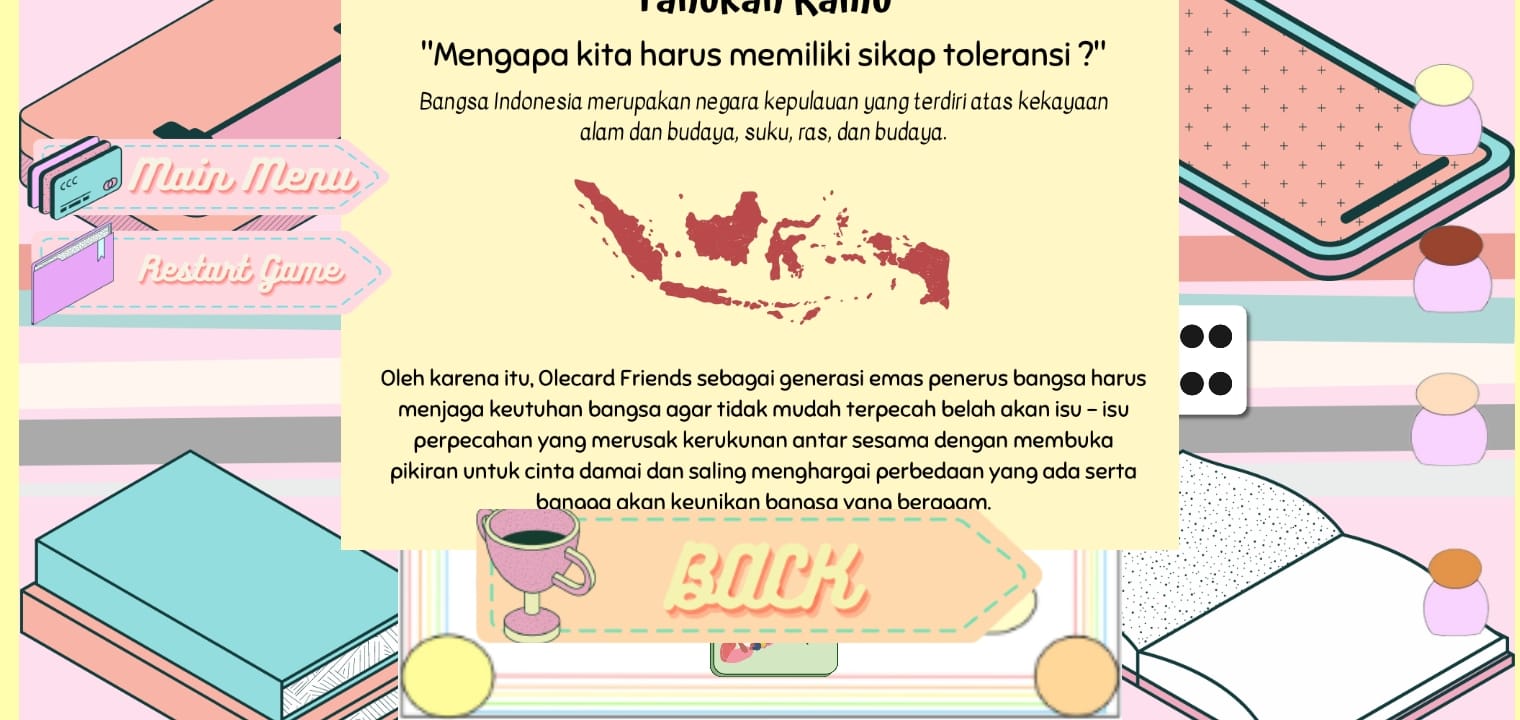 "Mengapa kita harus memiliki sikap toleransi ?"
Bangsa Indonesia merupakan negara kepulauan yang terdiri atas kekayaan
alam dan budaya, suku, ras, dan budaya.
Main Menu
Restart Game
Oleh karena itu, Olecard Friends sebagai generasi emas penerus bangsa harus
menjaga keutuhan bangsa agar tidak mudah terpecah belah akan isu - isu
perpecahan yang merusak kerukunan antar sesama dengan membuka
pikiran untuk cinta damai dan saling menghargai perbedaan yang ada serta
bangga akan keunikan bangsa yang beragam.
BACK